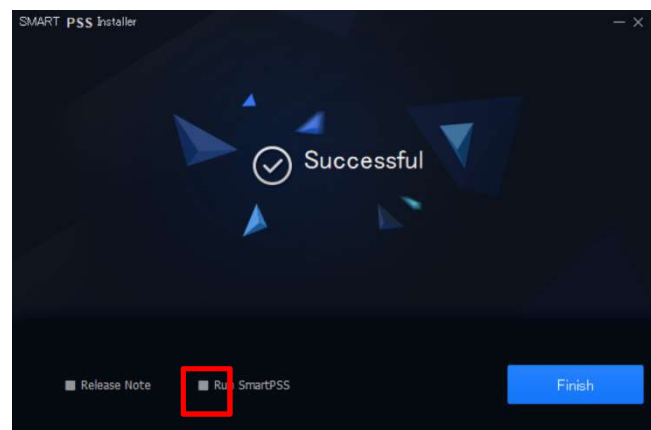 SMART PSS Installer
Successful
Release Note
Run SmartPSS
Finish